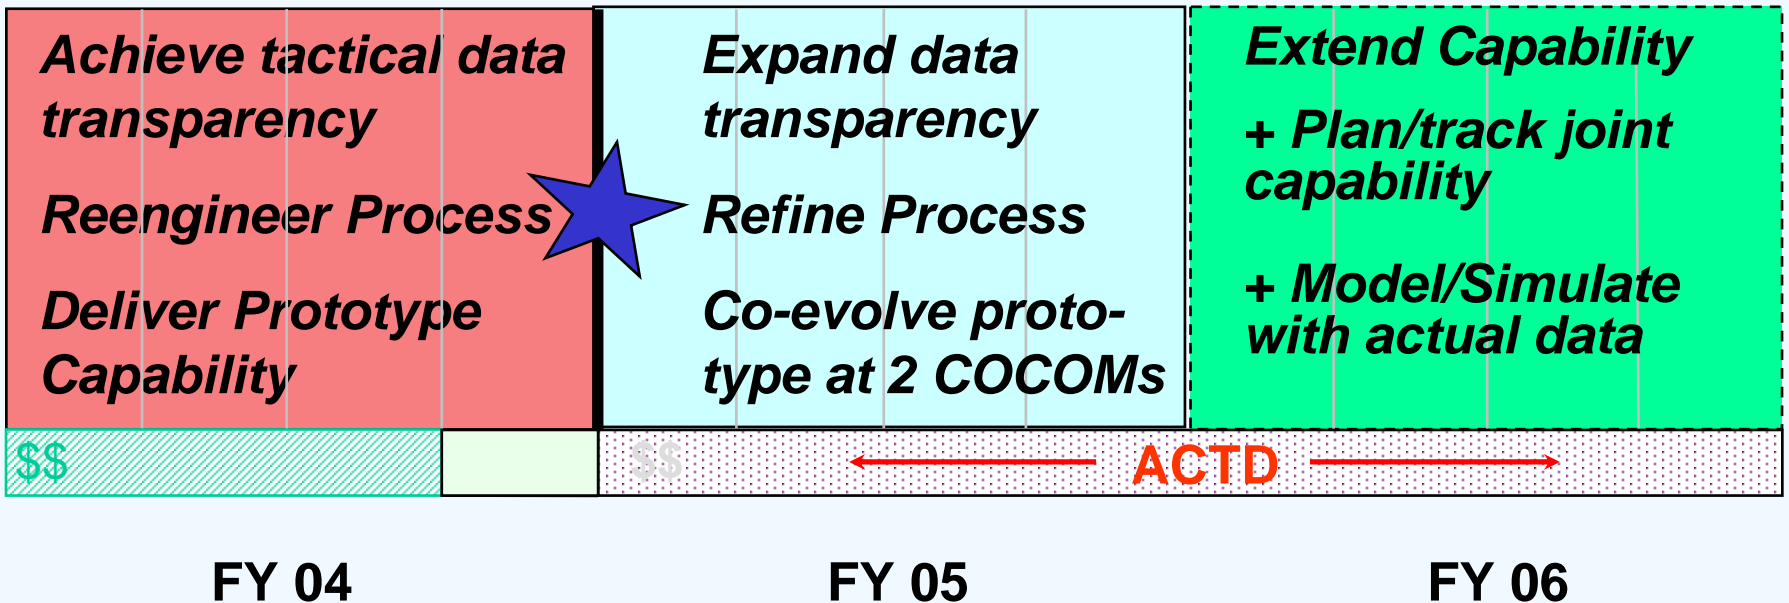 Achieve tactical data
transparency
Reengineer Process
Deliver Prototype
Capability
Expand data
transparency
Refine Process
Co-evolve proto-
type at 2 COCOMs
Extend Capability
+ Plan/track joint
capability
+ Model/Simulate
with actual data
$$
$$
ACTD
FY 04
FY 05
FY 06